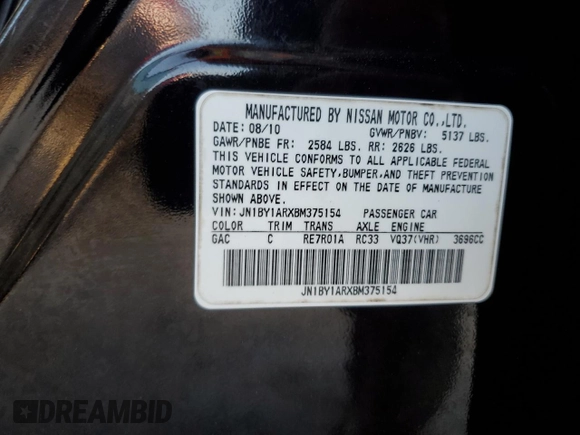 MANUFACTURED BY NISSAN MOTOR CO.,LTD.
DATE: 08/10 GVWR/PNBV: 5137 LBS.
GAWR/PNBE FR: 2584 LBS. RR: 2626 LBS.
THIS VEHICLE CONFORMS TO ALL APPLICABLE FEDERAL
MOTOR VEHICLE SAFETY,BUMPER,AND THEFT PREVENTION
STANDARDS IN EFFECT ON THE DATE OF MANUFACTURE
SHOWN ABOVE.
VIN: JN1BY1ARXBM375154 PASSENGER CAR
COLOR TRIM TRANS AXLE ENGINE
GAC C RE7R01A RC33 VQ37(VHR) 3696CC
JN1BY1ARXBM375154
DREAMBID